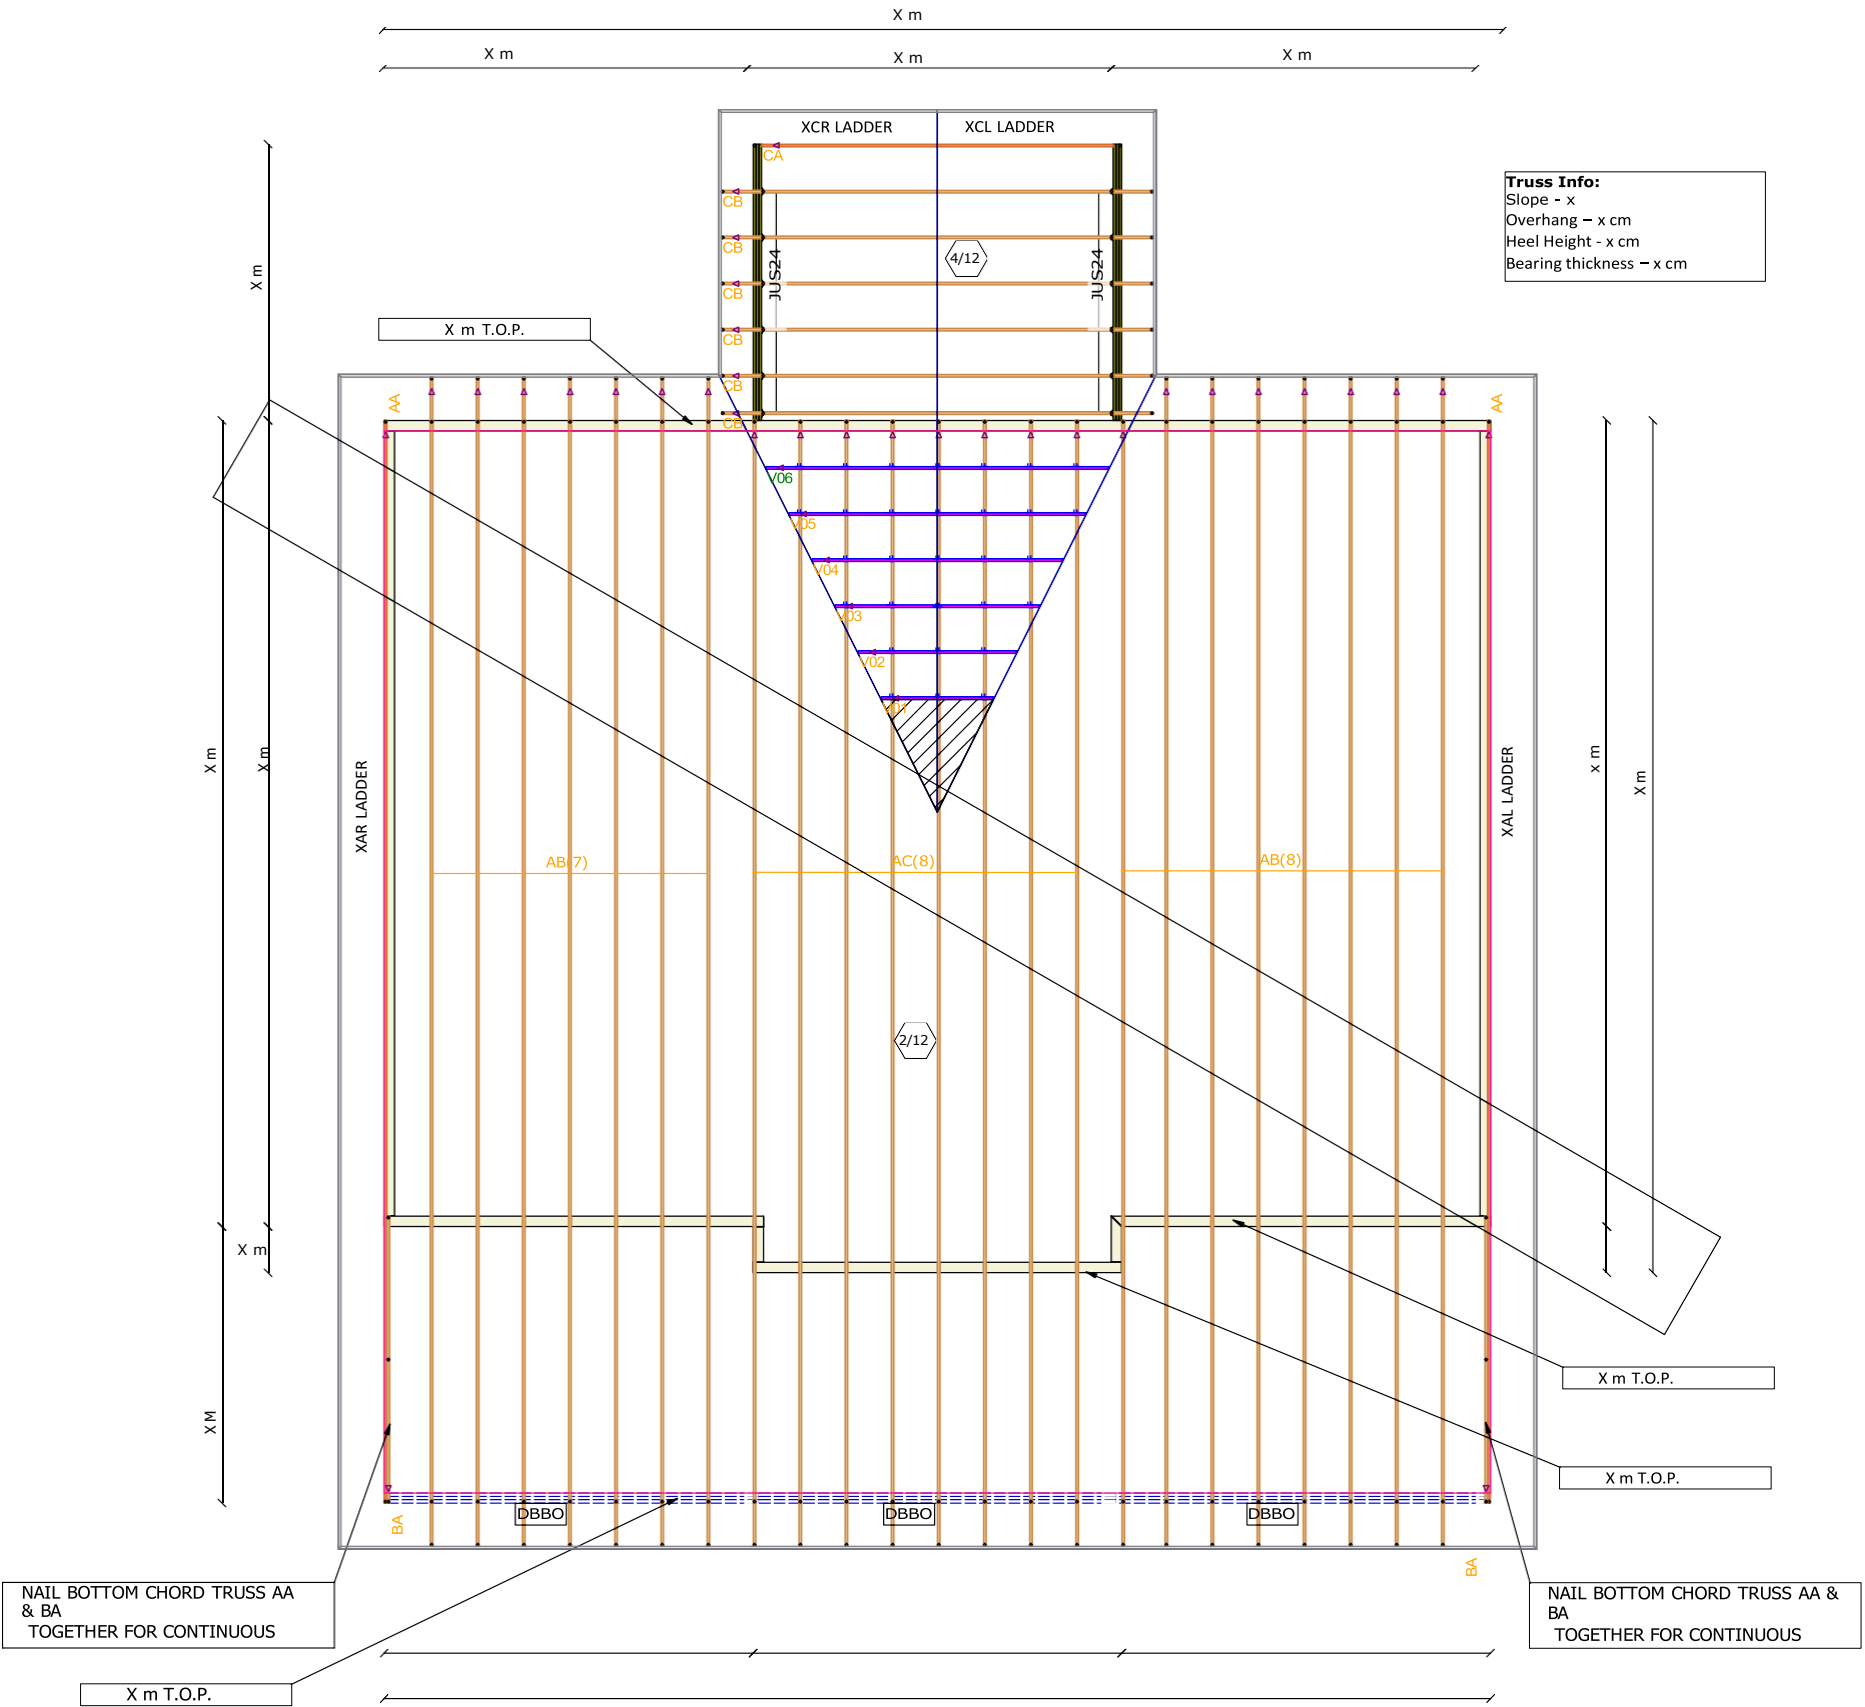 X m
X m
X m
X m
XCR LADDER
XCL LADDER
CA
Truss Info:
Slope - x
Overhang – x cm
Heel Height - x cm
Bearing thickness – x cm
CB
CB
CB
CB
CB
CB
JUS24
JUS24
4/12
X m
X m T.O.P.
AA
AA
V06
V05
V04
V03
V02
V01
X m
X m
XAR LADDER
XAL LADDER
x m
X m
AB(7)
AC(8)
AB(8)
2/12
X m
X M
X m T.O.P.
X m T.O.P.
DBBO
DBBO
DBBO
BA
BA
NAIL BOTTOM CHORD TRUSS AA
& BA
TOGETHER FOR CONTINUOUS
NAIL BOTTOM CHORD TRUSS AA &
BA
TOGETHER FOR CONTINUOUS
X m T.O.P.